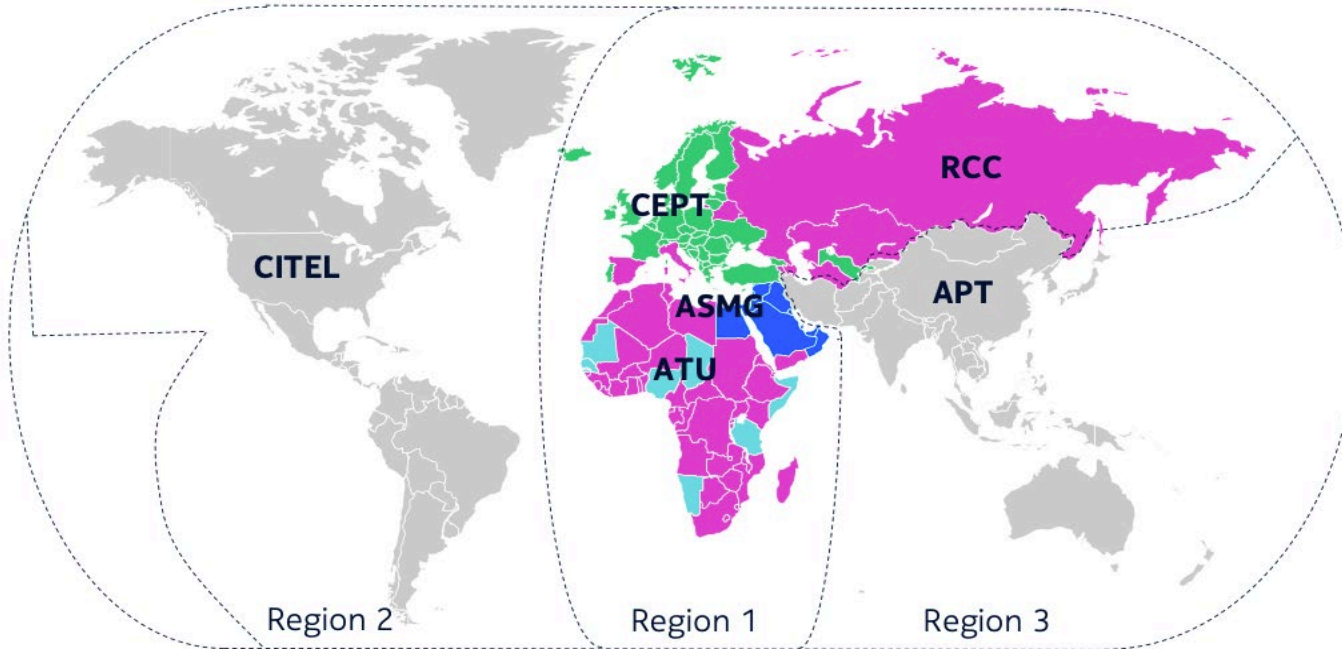 RCC
CEPT
CITEL
APT
ASMG
ATU
Region 2
Region 1
Region 3